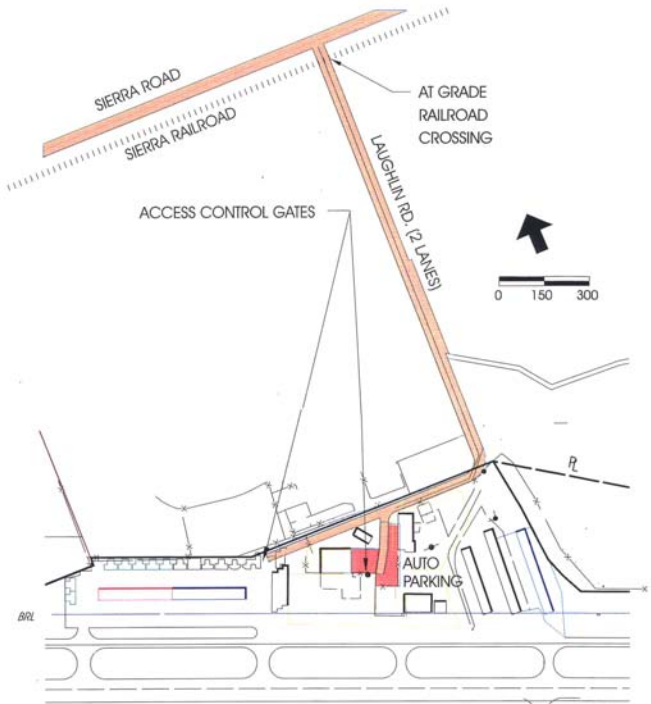 SIERRA ROAD
SIERRA RAILROAD
AT GRADE
RAILROAD
CROSSING
LAUGHLIN RD. (2 LANES)
ACCESS CONTROL GATES
0 150 300
PL
AUTO
PARKING
BRL